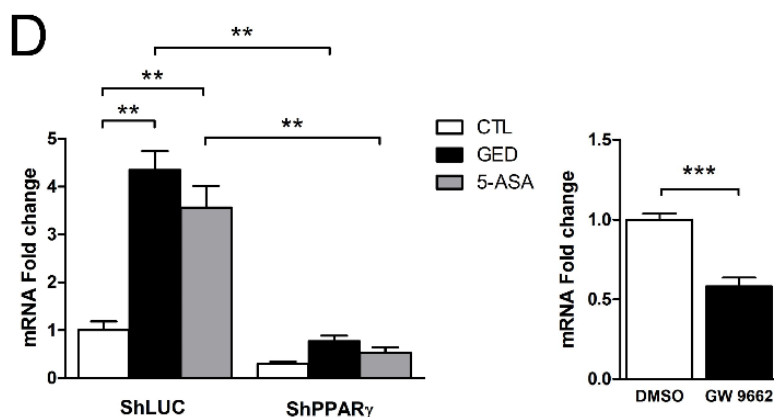 D
**
**
**
**
CTL
GED
5-ASA
mRNA Fold change
5
4
3
2
1
0
ShLUC
ShPPARγ
***
mRNA Fold change
1.5
1.0
0.5
0.0
DMSO
GW 9662